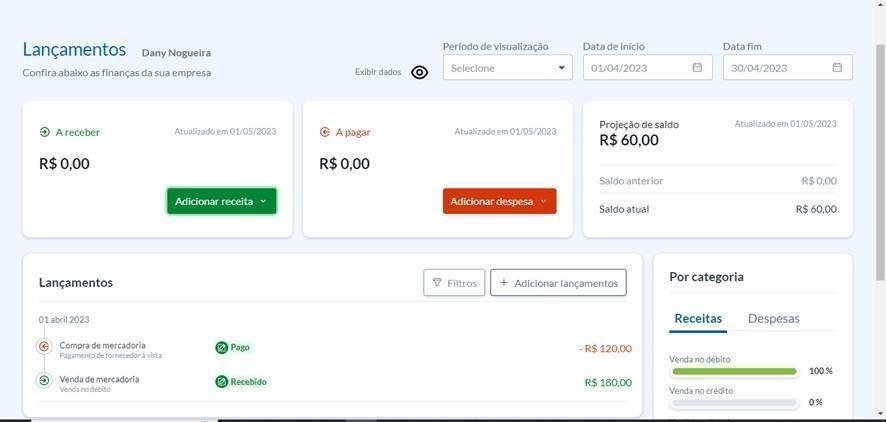 Lançamentos Dany Nogueira
Confira abaixo as finanças da sua empresa
Exibir dados
Período de visualização
Selecione
Data de início
01/04/2023
Data fim
30/04/2023
A receber Atualizado em 01/05/2023
R$ 0,00
Adicionar receita
A pagar Atualizado em 01/05/2023
R$ 0,00
Adicionar despesa
Projeção de saldo Atualizado em 01/05/2023
R$ 60,00
Saldo anterior R$ 0,00
Saldo atual R$ 60,00
Lançamentos
Filtros
+ Adicionar lançamentos
01 abril 2023
Compra de mercadoria Pago - R$ 120,00
Pagamento de fornecedor à vista
Venda de mercadoria Recebido R$ 180,00
Venda no débito
Por categoria
Receitas Despesas
Venda no débito
100 %
Venda no crédito
0 %